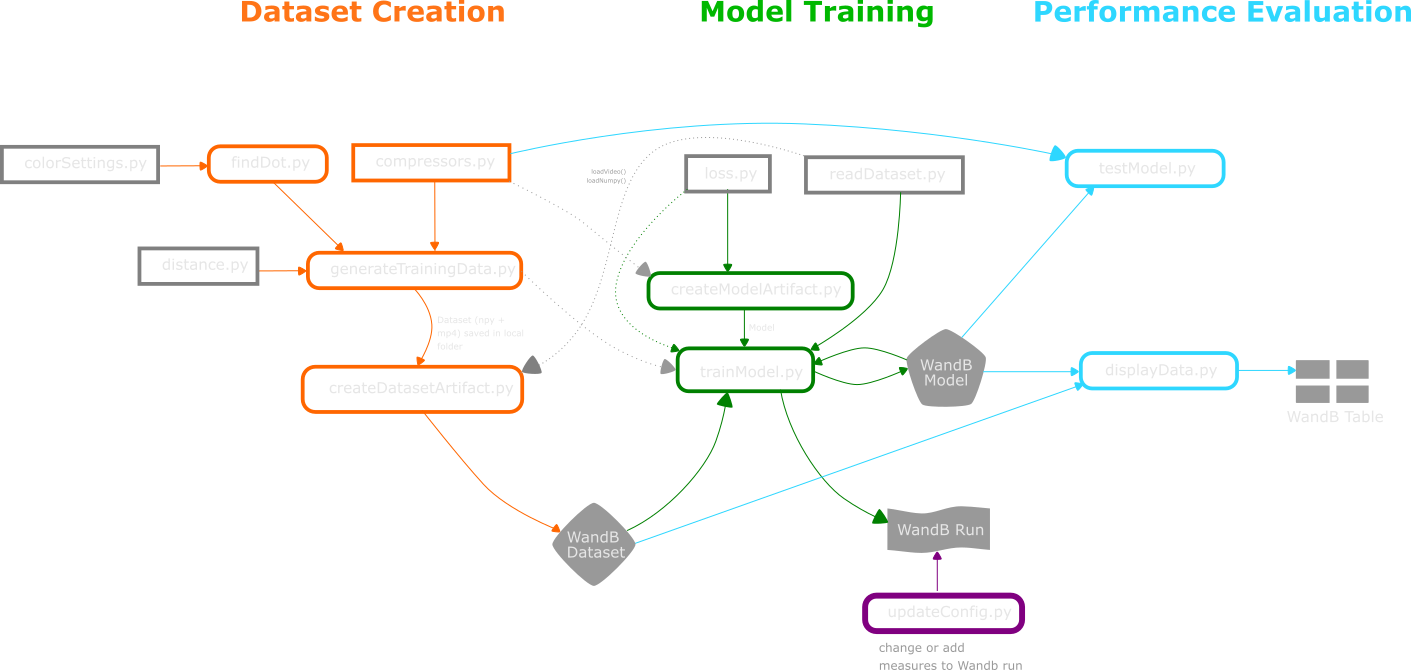 Dataset Creation
Model Training
Performance Evaluation
colorSettings.py
findDot.py
compressors.py
loadVideo()
loadNumpy()
loss.py
readDataset.py
testModel.py
distance.py
generateTrainingData.py
createModelArtifact.py
Dataset (npy +
mp4) saved in local
folder
Model
createDatasetArtifact.py
trainModel.py
WandB
Model
displayData.py
WandB Table
WandB
Dataset
WandB Run
updateConfig.py
change or add
measures to Wandb run